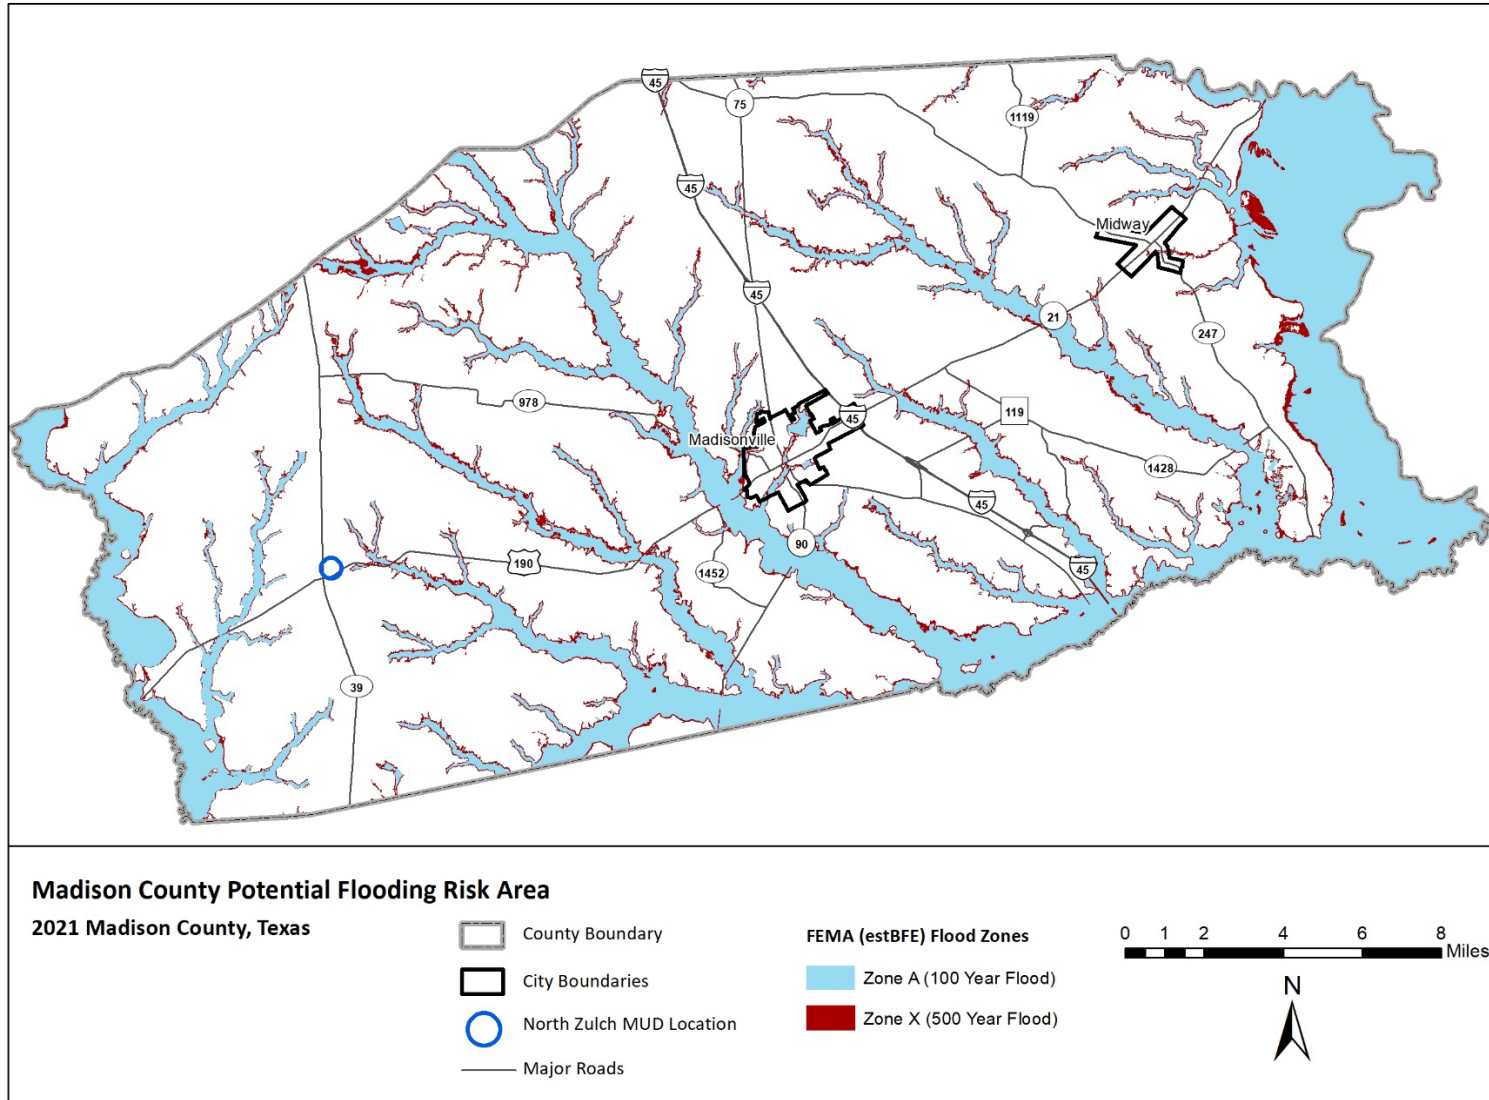 45
75
1119
45
Midway
45
21
247
978
119
45
Madisonville
1428
45
90
190
1452
45
39
Madison County Potential Flooding Risk Area
2021 Madison County, Texas
County Boundary
City Boundaries
North Zulch MUD Location
Major Roads
FEMA (estBFE) Flood Zones
Zone A (100 Year Flood)
Zone X (500 Year Flood)
0 1 2 4 6 8
Miles
N